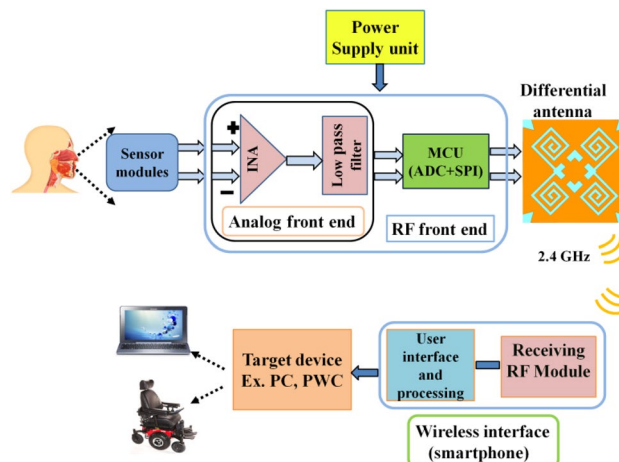 Power
Supply unit
Differential
antenna
Sensor
modules
+
−
INA
Low pass
filter
MCU
(ADC+SPI)
Analog front end
RF front end
2.4 GHz
Target device
Ex. PC, PWC
User
interface
and
processing
Receiving
RF Module
Wireless interface
(smartphone)